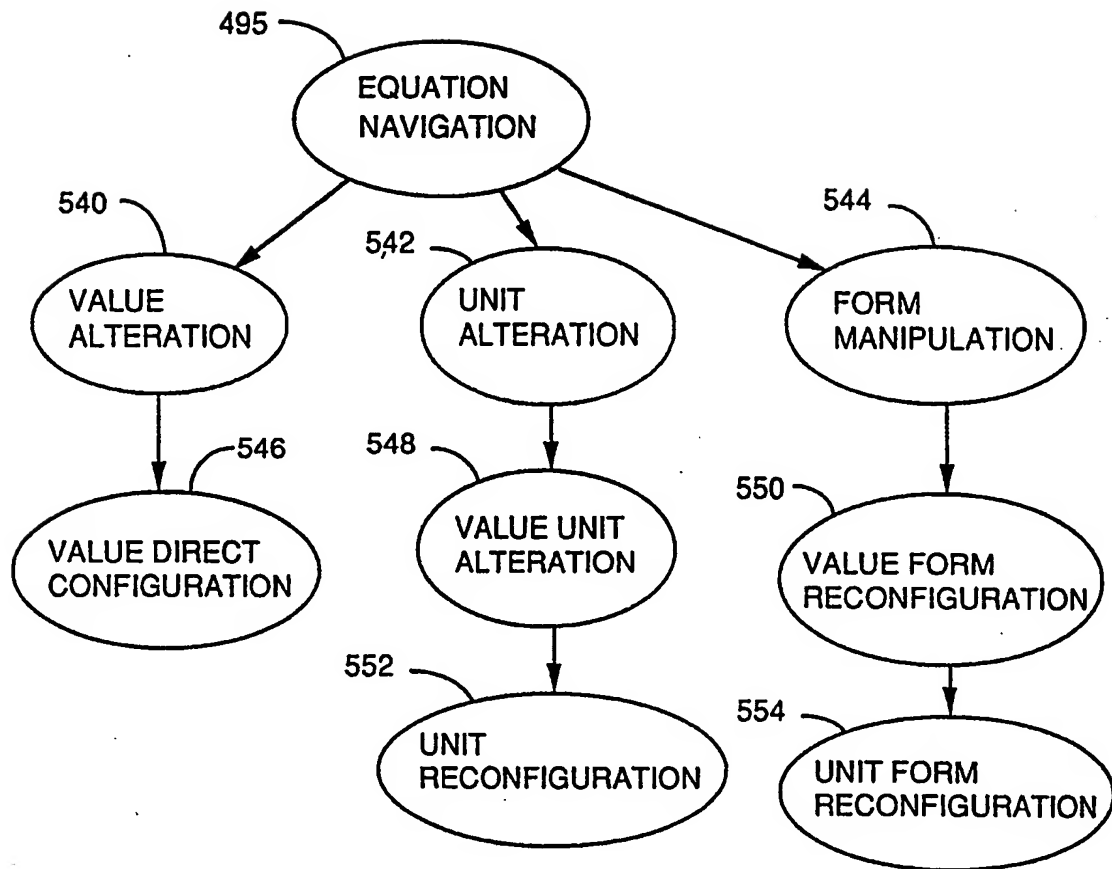 495
EQUATION
NAVIGATION
540
VALUE
ALTERATION
542
UNIT
ALTERATION
544
FORM
MANIPULATION
546
VALUE DIRECT
CONFIGURATION
548
VALUE UNIT
ALTERATION
550
VALUE FORM
RECONFIGURATION
552
UNIT
RECONFIGURATION
554
UNIT FORM
RECONFIGURATION